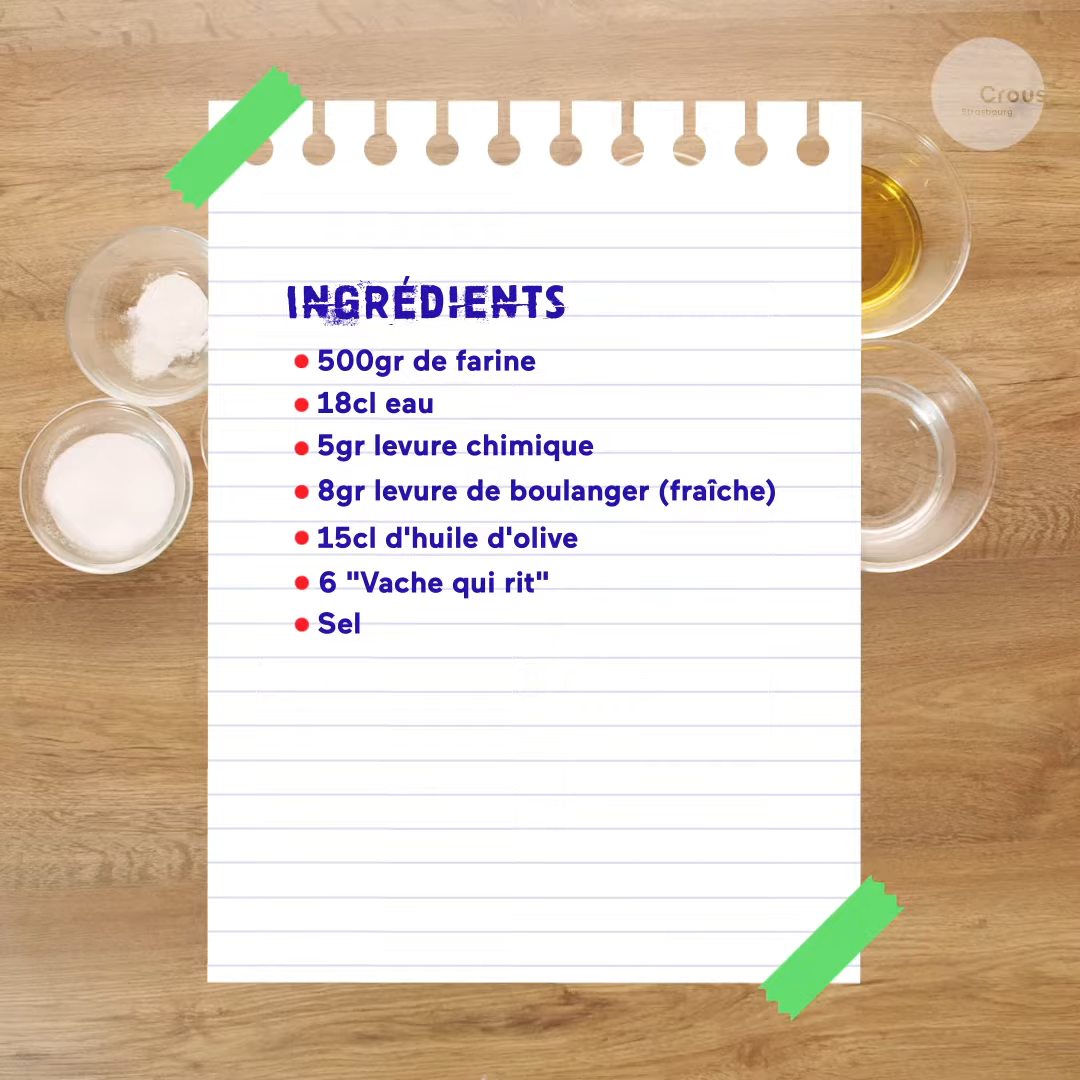 Crous
Strasbourg
INGRÉDIENTS
500gr de farine
18cl eau
5gr levure chimique
8gr levure de boulanger (fraîche)
15cl d'huile d'olive
6 "Vache qui rit"
Sel